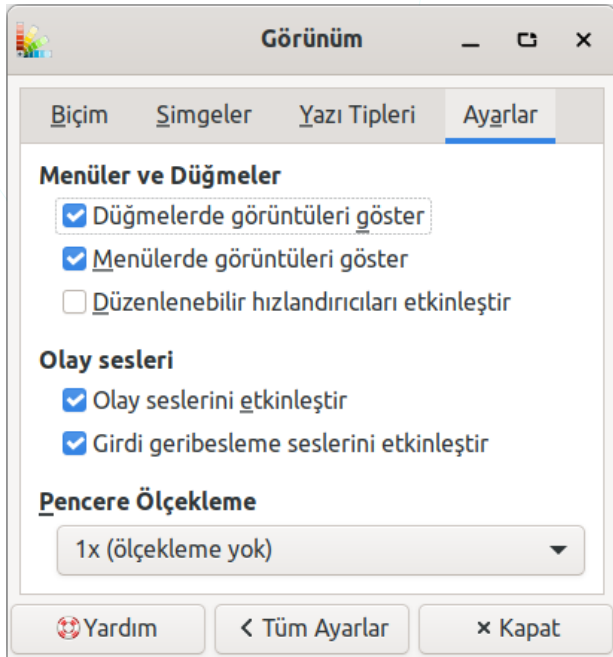 Görünüm
Biçim Simgeler Yazı Tipleri Ayarlar
Menüler ve Düğmeler
Düğmelerde görüntüleri göster
Menülerde görüntüleri göster
Düzenlenebilir hızlandırıcıları etkinleştir
Olay sesleri
Olay seslerini etkinleştir
Girdi geribesleme seslerini etkinleştir
Pencere Ölçekleme
1x (ölçekleme yok)
Yardım < Tüm Ayarlar × Kapat